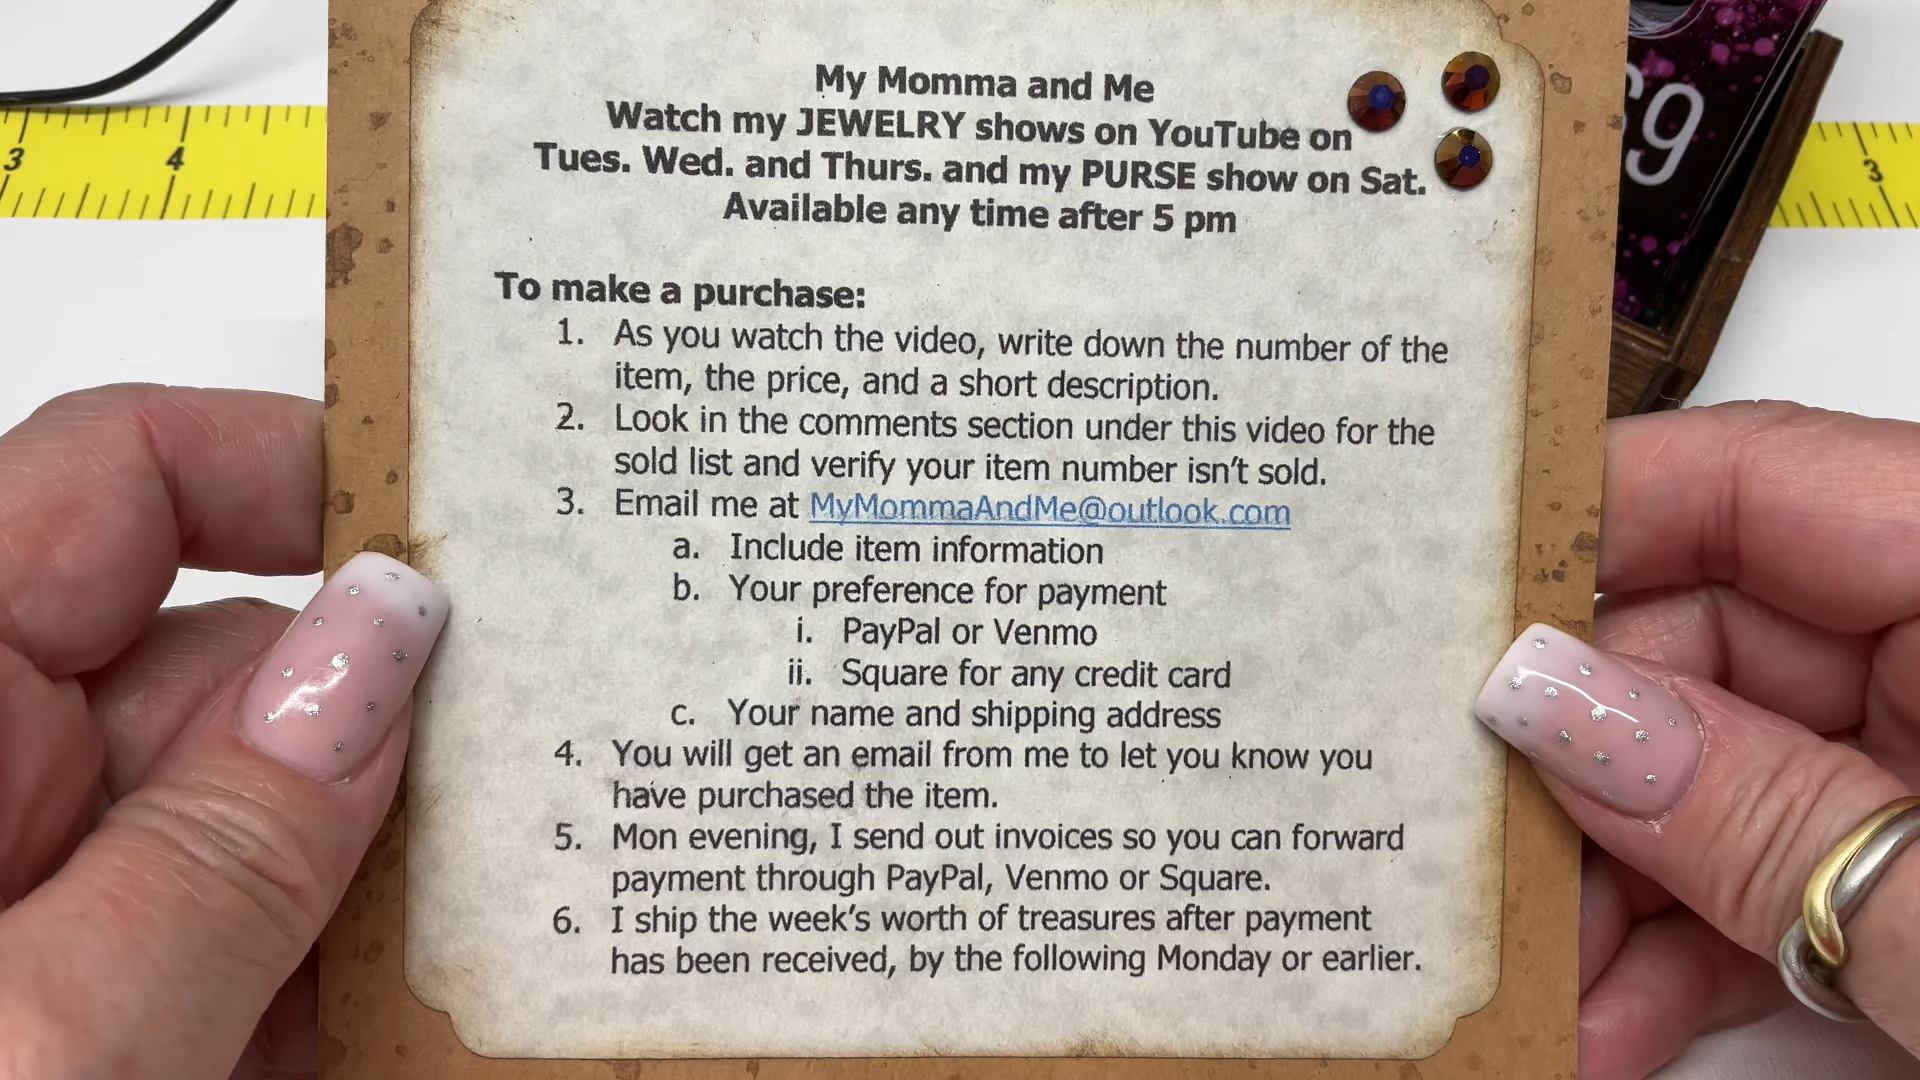 My Momma and Me
Watch my JEWELRY shows on YouTube on
Tues. Wed. and Thurs. and my PURSE show on Sat.
Available any time after 5 pm
To make a purchase:
1. As you watch the video, write down the number of the
item, the price, and a short description.
2. Look in the comments section under this video for the
sold list and verify your item number isn't sold.
3. Email me at MyMommaAndMe@outlook.com
a. Include item information
b. Your preference for payment
i. PayPal or Venmo
ii. Square for any credit card
c. Your name and shipping address
4. You will get an email from me to let you know you
have purchased the item.
5. Mon evening, I send out invoices so you can forward
payment through PayPal, Venmo or Square.
6. I ship the week's worth of treasures after payment
has been received, by the following Monday or earlier.
3
4
3